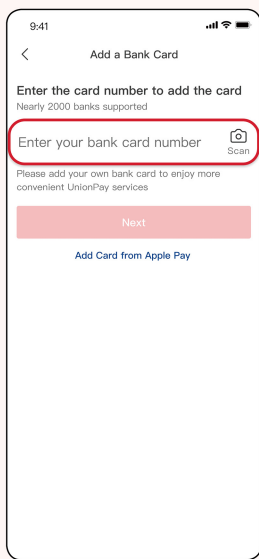 9:41
Add a Bank Card
Enter the card number to add the card
Nearly 2000 banks supported
Enter your bank card number
Scan
Please add your own bank card to enjoy more
convenient UnionPay services
Next
Add Card from Apple Pay